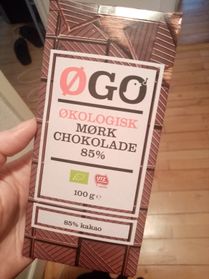 ØGO
ØKOLOGISK
MØRK
CHOKOLADE
85%
100 g e
85% kakao